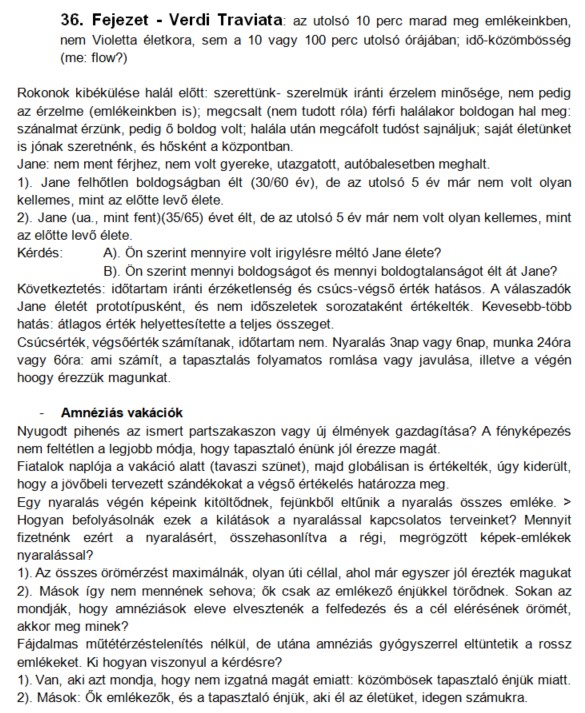 36. Fejezet - Verdi Traviata: az utolsó 10 perc marad meg emlékeinkben,
nem Violetta életkora, sem a 10 vagy 100 perc utolsó órájában; idő-közömbösség
(me: flow?)
Rokonok kibékülése halál előtt: szerettünk- szerelmük iránti érzelem minősége, nem pedig
az érzelme (emlékeinkben is); megcsalt (nem tudott róla) férfi halálakor boldogan hal meg:
szánalmat érzünk, pedig ő boldog volt; halála után megcáfolt tudóst sajnáljuk; saját életünket
is jónak szeretnénk, és hősként a központban.
Jane: nem ment férjhez, nem volt gyereke, utazgatott, autóbalesetben meghalt.
1). Jane felhőtlen boldogságban élt (30/60 év), de az utolsó 5 év már nem volt olyan
kellemes, mint az előtte levő élete.
2). Jane (ua., mint fent)(35/65) évet élt, de az utolsó 5 év már nem volt olyan kellemes, mint
az előtte levő élete.
Kérdés: A). Ön szerint mennyire volt irigylésre méltó Jane élete?
B). Ön szerint mennyi boldogságot és mennyi boldogtalanságot élt át Jane?
Következtetés: időtartam iránti érzéketlenség és csúcs-végső érték hatásos. A válaszadók
Jane életét prototípusként, és nem időszeletek sorozataként értékelték. Kevesebb-több
hatás: átlagos érték helyettesítette a teljes összeget.
Csúcsérték, végsőérték számítanak, időtartam nem. Nyaralás 3nap vagy 6nap, munka 24óra
vagy 6óra: ami számít, a tapasztalás folyamatos romlása vagy javulása, illetve a végén
hoogy érezzük magunkat.
- Amnéziás vakációk
Nyugodt pihenés az ismert partszakaszon vagy új élmények gazdagítása? A fényképezés
nem feltétlen a legjobb módja, hogy tapasztaló énünk jól érezze magát.
Fiatalok naplója a vakáció alatt (tavaszi szünet), majd globálisan is értékelték, úgy kiderült,
hogy a jövőbeli tervezett szándékokat a végső értékelés határozza meg.
Egy nyaralás végén képeink kitöltődnek, fejünkből eltűnik a nyaralás összes emléke. >
Hogyan befolyásolnák ezek a kilátások a nyaralással kapcsolatos terveinket? Mennyit
fizetnénk ezért a nyaralásért, összehasonlítva a régi, megrögzött képek-emlékek
nyaralással?
1). Az összes örömérzést maximálnák, olyan úti céllal, ahol már egyszer jól érezték magukat
2). Mások így nem mennének sehova; ők csak az emlékező énjükkel törődnek. Sokan az
mondják, hogy amnéziások eleve elvesztenék a felfedezés és a cél elérésének örömét,
akkor meg minek?
Fájdalmas műtétérzéstelenítés nélkül, de utána amnéziás gyógyszerrel eltüntetik a rossz
emlékeket. Ki hogyan viszonyul a kérdésre?
1). Van, aki azt mondja, hogy nem izgatná magát emiatt: közömbösek tapasztaló énjük miatt.
2). Mások: Ők emlékezők, és a tapasztaló énjük, aki él az életüket, idegen számukra.